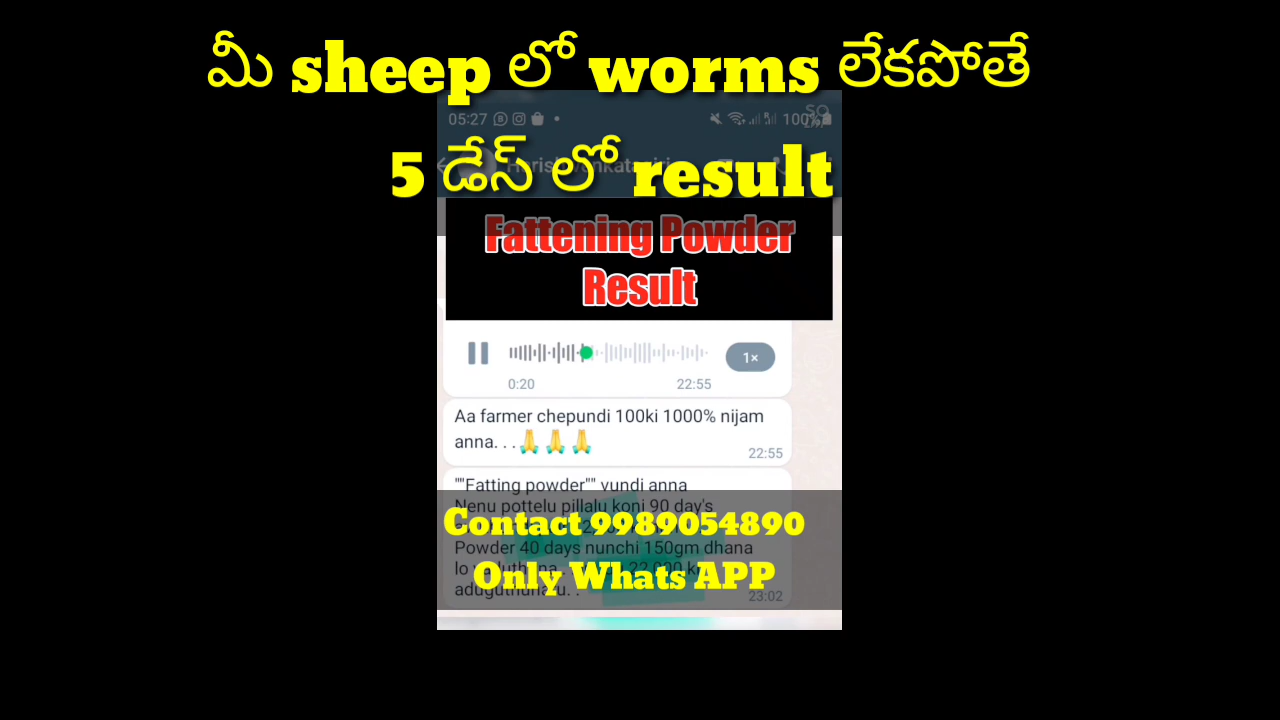 మీ sheep లో worms లేకపోతే
05:27 100%
5 డేస్ లో result
Fattening Powder
Result
1×
0:20 22:55
Aa farmer chepundi 100ki 1000% nijam
anna. . .🙏🙏🙏
22:55
""Fatting powder"" vundi anna
Nenu pottelu pillalu koni 90 day's
Contact 9989054890
Powder 40 days nunchi 150gm dhana
Only Whats APP
23:02